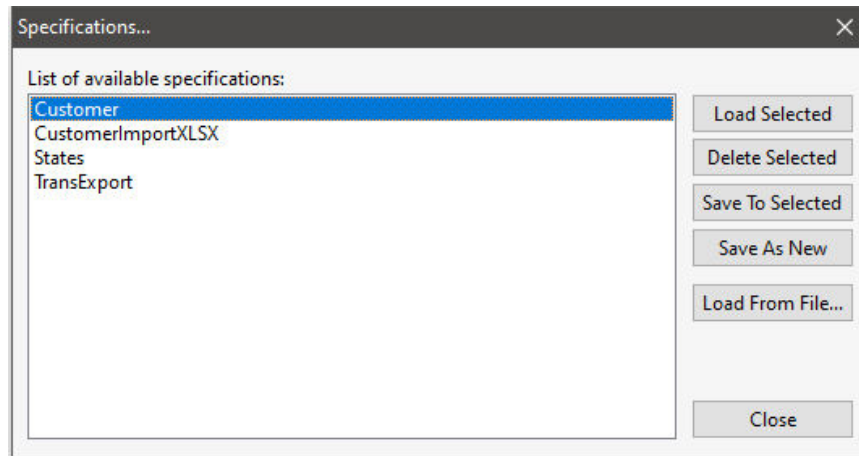 Specifications...
List of available specifications:
Customer
CustomerImportXLSX
States
TransExport
Load Selected
Delete Selected
Save To Selected
Save As New
Load From File...
Close